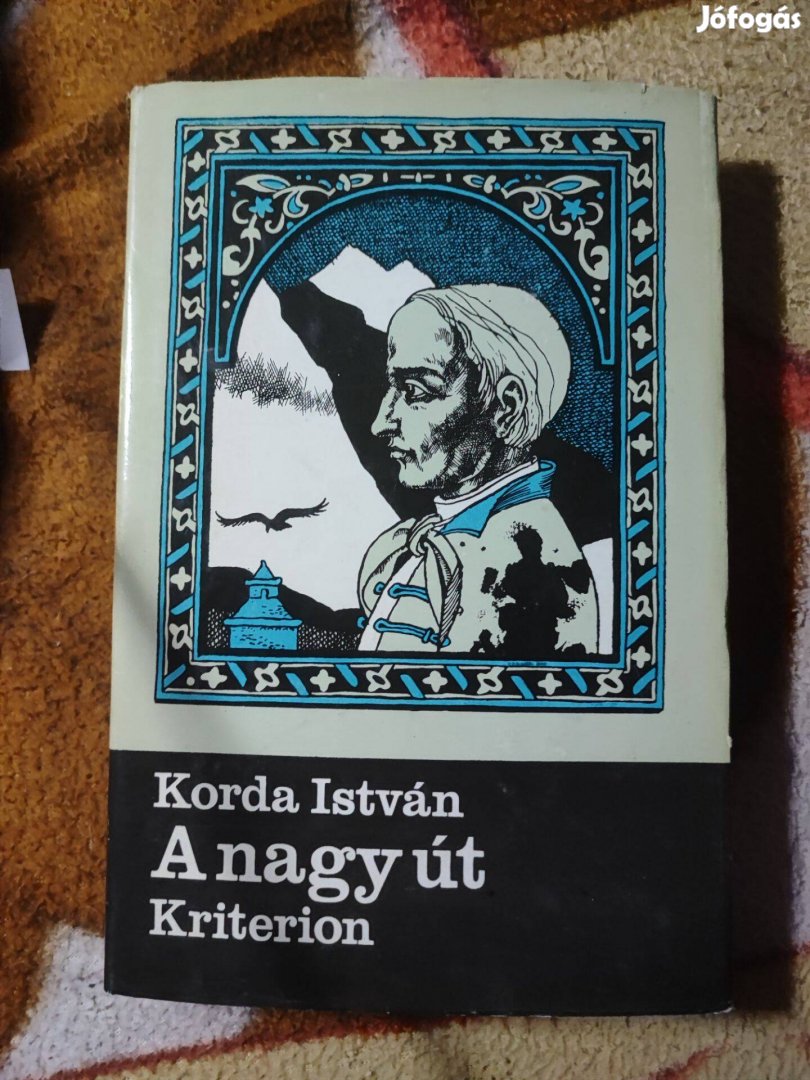 Jófogás
Korda István
A nagy út
Kriterion